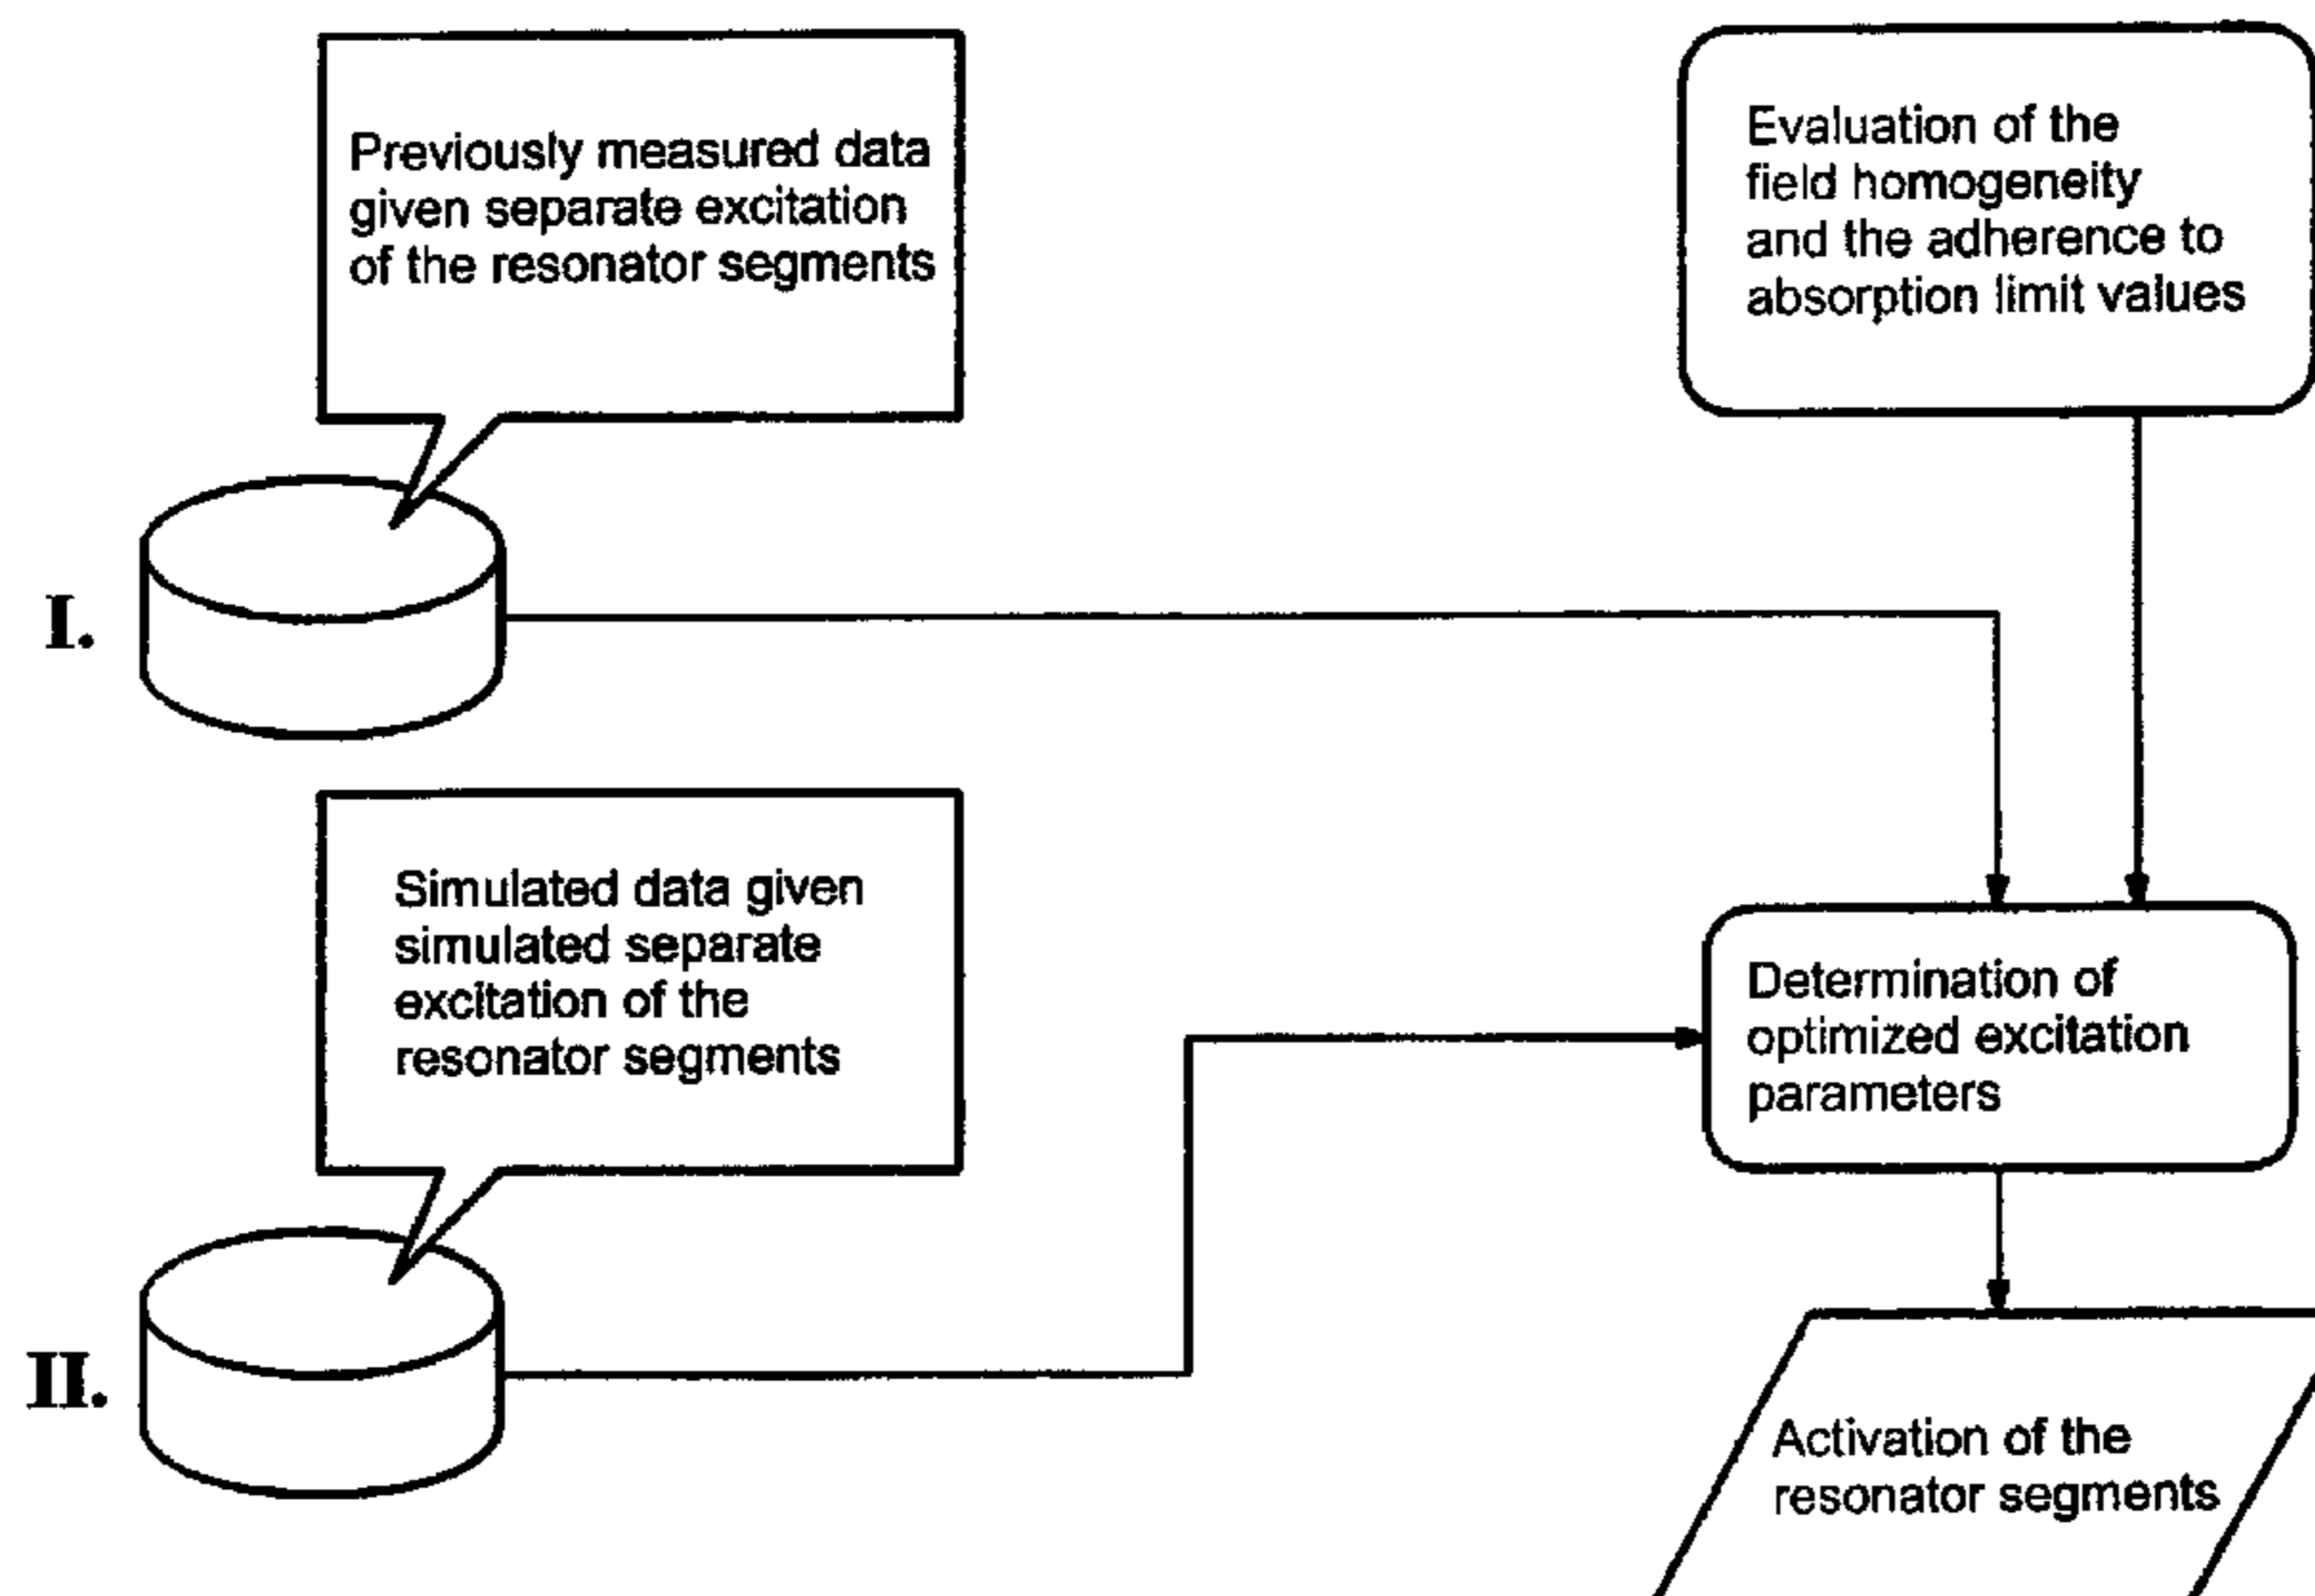 Previously measured data
given separate excitation
of the resonator segments
Evaluation of the
field homogeneity
and the adherence to
absorption limit values
I.
Simulated data given
simulated separate
excitation of the
resonator segments
Determination of
optimized excitation
parameters
II.
Activation of the
resonator segments